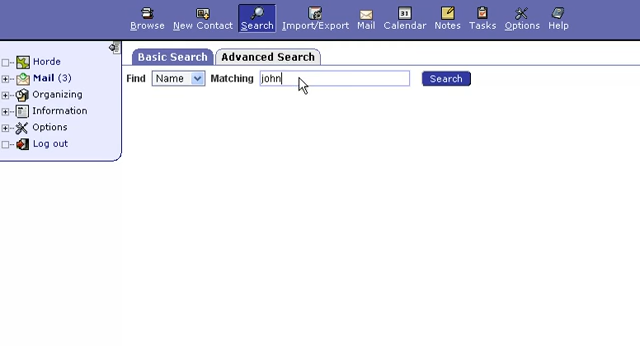 Browse New Contact Search Import/Export Mail Calendar Notes Tasks Options Help
Horde
Mail (3)
Organizing
Information
Options
Log out
Basic Search Advanced Search
Find Name Matching john Search